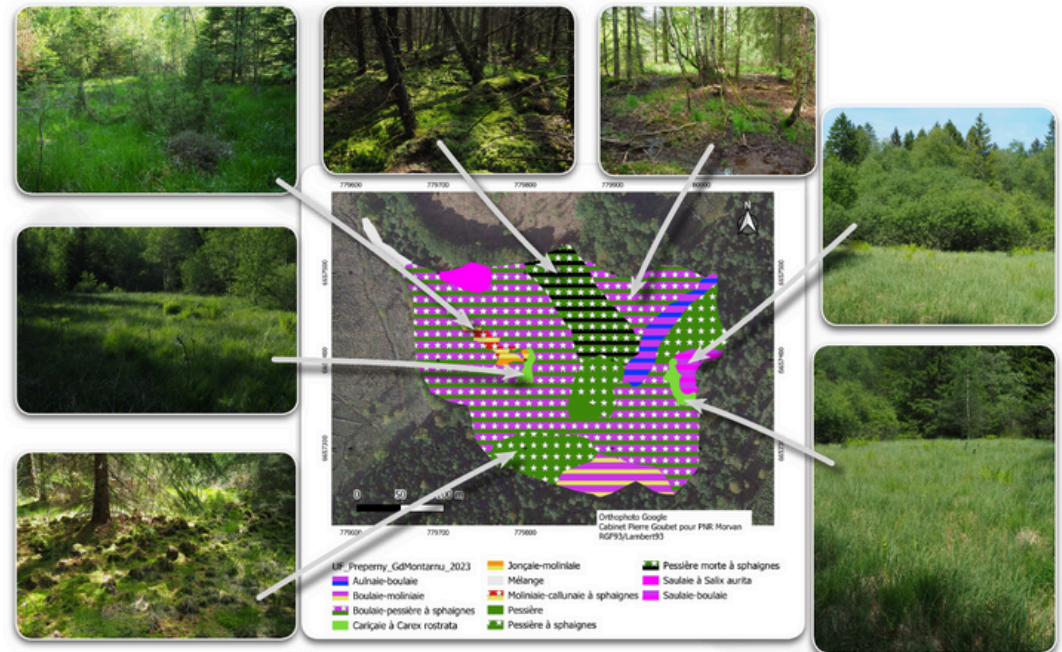 779600 779700 779800 779900 80000
N
6657500 6657500
6657400 6657400
6657300
0 50 m
779600 779700 779800
Orthophoto Google
Cabinet Pierre Goubet pour PNR Morvan
RGF93/Lambert93
UF_Preperny_GdMontarnu_2023
Aulnaie-boulaie
Boulaie-moliniaie
Boulaie-pessière à sphaignes
Cariçaie à Carex rostrata
Jonçaie-moliniaie
Mélange
Moliniaie-callunaie à sphaignes
Pessière
Pessière à sphaignes
Pessière morte à sphaignes
Saulaie à Salix aurita
Saulaie-boulaie